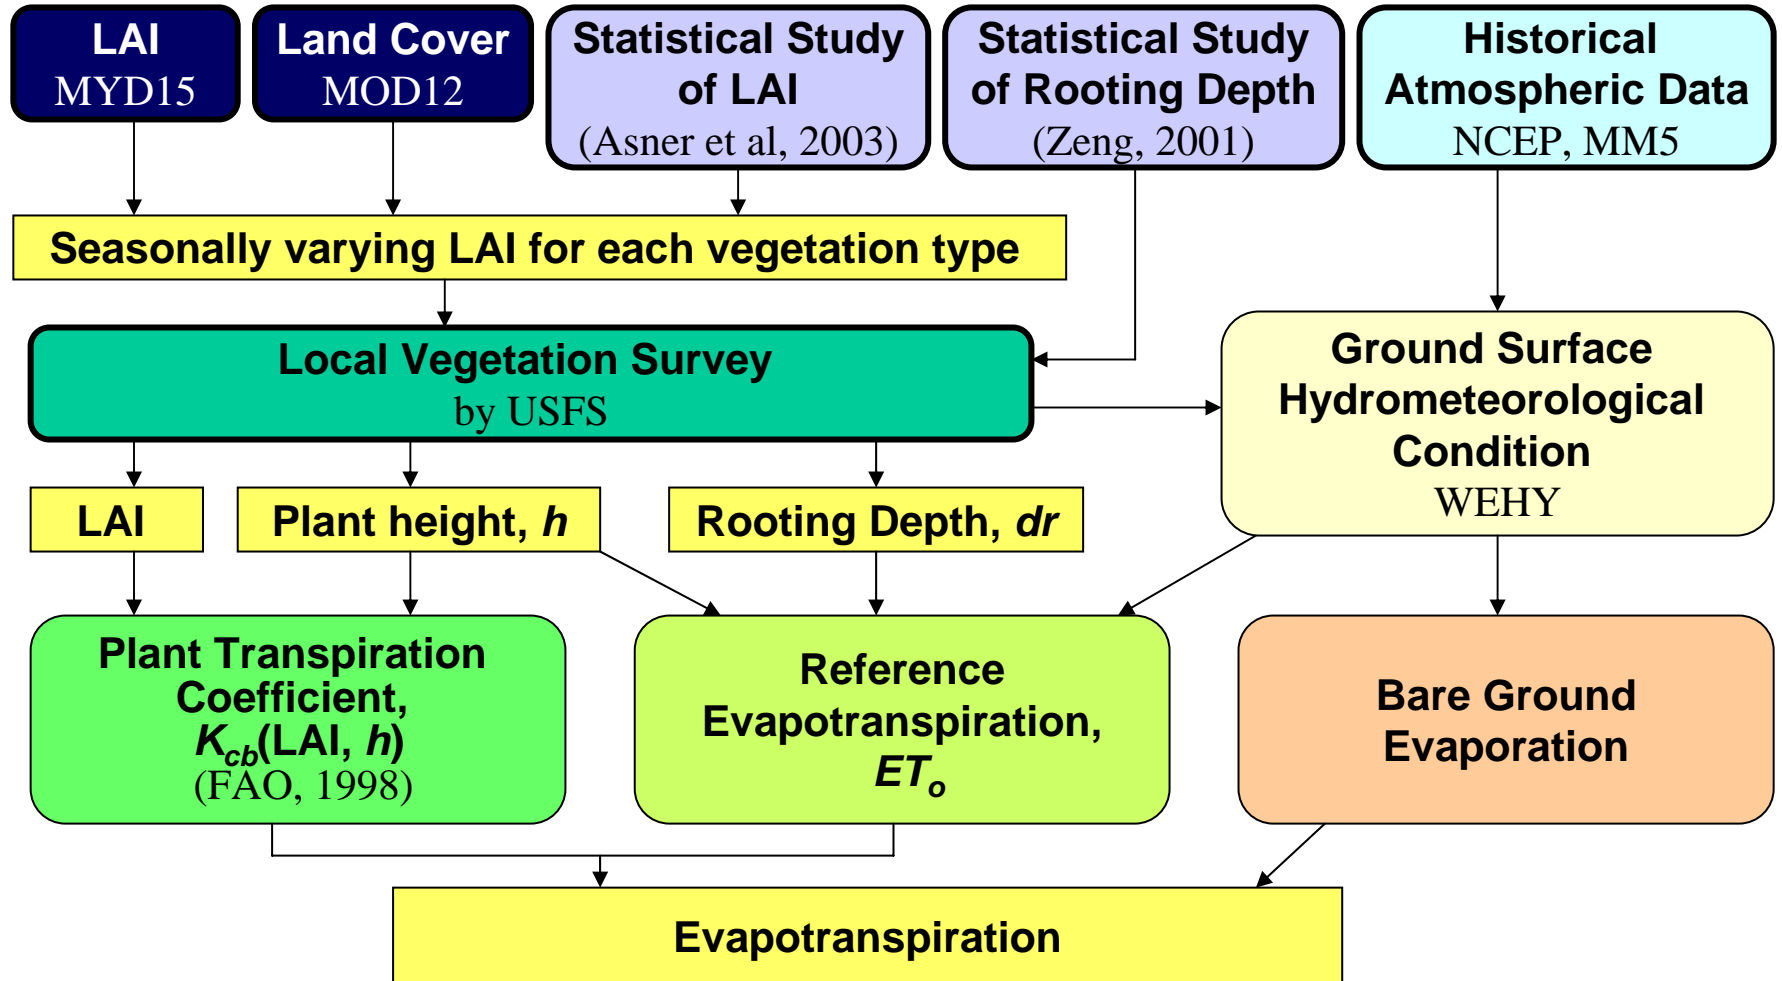 LAI
MYD15
Land Cover
MOD12
Statistical Study
of LAI
(Asner et al, 2003)
Statistical Study
of Rooting Depth
(Zeng, 2001)
Historical
Atmospheric Data
NCEP, MM5
Seasonally varying LAI for each vegetation type
Local Vegetation Survey
by USFS
Ground Surface
Hydrometeorological
Condition
WEHY
LAI
Plant height, h
Rooting Depth, dr
Plant Transpiration
Coefficient,
Kcb(LAI, h)
(FAO, 1998)
Reference
Evapotranspiration,
ETo
Bare Ground
Evaporation
Evapotranspiration